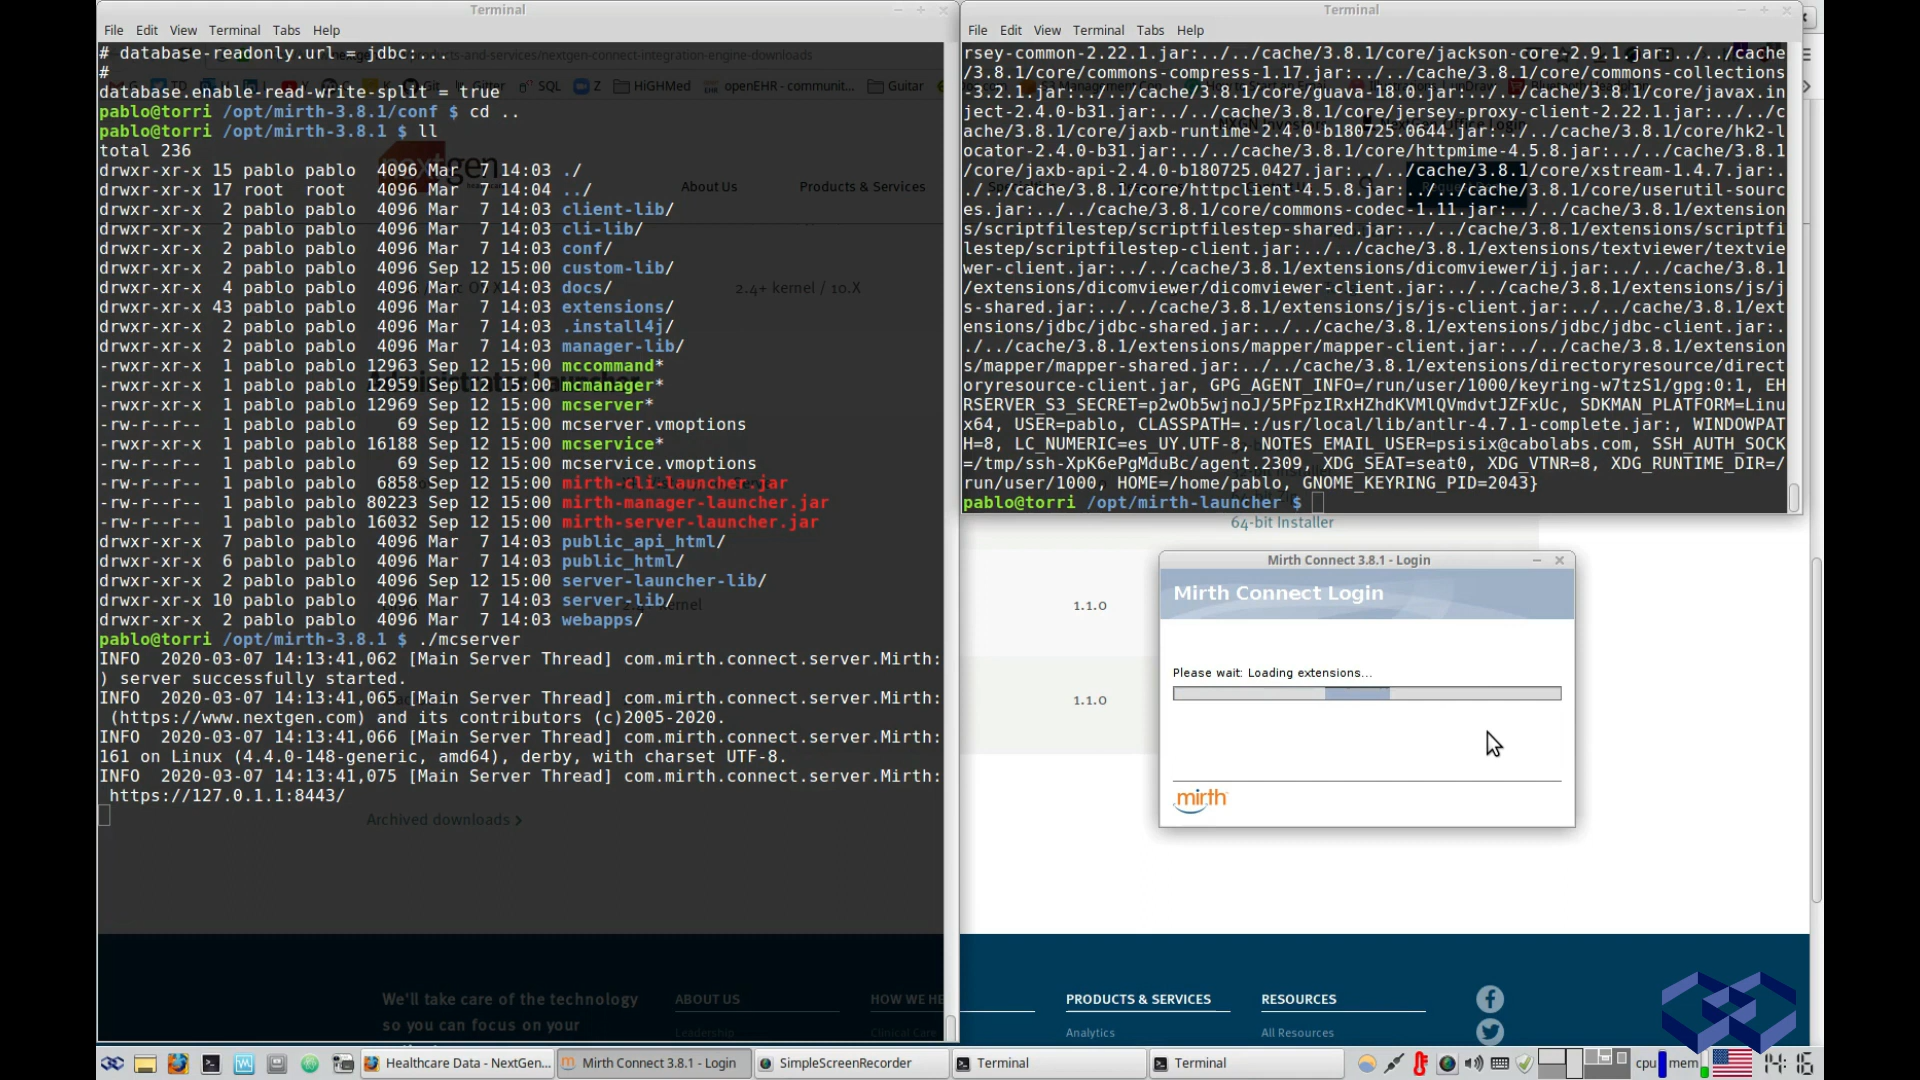 Terminal
File Edit View Terminal Tabs Help
# database-readonly.url = jdbc:...
#
database.enable-read-write-split = true
pablo@torri /opt/mirth-3.8.1/conf $ cd ..
pablo@torri /opt/mirth-3.8.1 $ ll
total 236
drwxr-xr-x 15 pablo pablo 4096 Mar 7 14:03 ./
drwxr-xr-x 17 root root 4096 Mar 7 14:04 ../
drwxr-xr-x 2 pablo pablo 4096 Mar 7 14:03 client-lib/
drwxr-xr-x 2 pablo pablo 4096 Mar 7 14:03 cli-lib/
drwxr-xr-x 2 pablo pablo 4096 Mar 7 14:03 conf/
drwxr-xr-x 2 pablo pablo 4096 Sep 12 15:00 custom-lib/
drwxr-xr-x 4 pablo pablo 4096 Mar 7 14:03 docs/
drwxr-xr-x 43 pablo pablo 4096 Mar 7 14:03 extensions/
drwxr-xr-x 2 pablo pablo 4096 Mar 7 14:03 .install4j/
drwxr-xr-x 2 pablo pablo 4096 Mar 7 14:03 manager-lib/
-rwxr-xr-x 1 pablo pablo 12963 Sep 12 15:00 mccommand*
-rwxr-xr-x 1 pablo pablo 12959 Sep 12 15:00 mcmanager*
-rwxr-xr-x 1 pablo pablo 12969 Sep 12 15:00 mcserver*
-rw-r--r-- 1 pablo pablo 69 Sep 12 15:00 mcserver.vmoptions
-rwxr-xr-x 1 pablo pablo 16188 Sep 12 15:00 mcservice*
-rw-r--r-- 1 pablo pablo 69 Sep 12 15:00 mcservice.vmoptions
-rw-r--r-- 1 pablo pablo 6858 Sep 12 15:00 mirth-cli-launcher.jar
-rw-r--r-- 1 pablo pablo 80223 Sep 12 15:00 mirth-manager-launcher.jar
-rw-r--r-- 1 pablo pablo 16032 Sep 12 15:00 mirth-server-launcher.jar
drwxr-xr-x 7 pablo pablo 4096 Mar 7 14:03 public_api_html/
drwxr-xr-x 6 pablo pablo 4096 Mar 7 14:03 public_html/
drwxr-xr-x 2 pablo pablo 4096 Sep 12 15:00 server-launcher-lib/
drwxr-xr-x 10 pablo pablo 4096 Mar 7 14:03 server-lib/
drwxr-xr-x 2 pablo pablo 4096 Mar 7 14:03 webapps/
pablo@torri /opt/mirth-3.8.1 $ ./mcserver
INFO 2020-03-07 14:13:41,062 [Main Server Thread] com.mirth.connect.server.Mirth:
) server successfully started.
INFO 2020-03-07 14:13:41,065 [Main Server Thread] com.mirth.connect.server.Mirth:
(https://www.nextgen.com) and its contributors (c)2005-2020.
INFO 2020-03-07 14:13:41,066 [Main Server Thread] com.mirth.connect.server.Mirth:
161 on Linux (4.4.0-148-generic, amd64), derby, with charset UTF-8.
INFO 2020-03-07 14:13:41,075 [Main Server Thread] com.mirth.connect.server.Mirth:
https://127.0.1.1:8443/
About Us
Products & Services
2.4+ kernel / 10.X
Archived downloads >
We'll take care of the technology
so you can focus on your
ABOUT US
Leadership
HOW WE HE
Terminal
File Edit View Terminal Tabs Help
rsey-common-2.22.1.jar:../../cache/3.8.1/core/jackson-core-2.9.1.jar:../../cache
/3.8.1/core/commons-compress-1.17.jar:../../cache/3.8.1/core/commons-collections
-3.2.1.jar:../../cache/3.8.1/core/guava-28.0.jar:../../cache/3.8.1/core/javax.in
ject-2.4.0-b31.jar:../../cache/3.8.1/core/jersey-proxy-client-2.22.1.jar:../../c
ache/3.8.1/core/jaxb-runtime-2.4.0-b180725.0644.jar:../../cache/3.8.1/core/hk2-l
ocator-2.4.0-b31.jar:../../cache/3.8.1/core/httpmime-4.5.8.jar:../../cache/3.8.1
/core/jaxb-api-2.4.0-b180725.0427.jar:../../cache/3.8.1/core/xstream-1.4.7.jar:.
./../cache/3.8.1/core/httpclient-4.5.8.jar:../../cache/3.8.1/core/userutil-sourc
es.jar:../../cache/3.8.1/core/commons-codec-1.11.jar:../../cache/3.8.1/extension
s/scriptfilestep/scriptfilestep-shared.jar:../../cache/3.8.1/extensions/scriptfi
lestep/scriptfilestep-client.jar:../../cache/3.8.1/extensions/textviewer/textvie
wer-client.jar:../../cache/3.8.1/extensions/dicomviewer/ij.jar:../../cache/3.8.1
/extensions/dicomviewer/dicomviewer-client.jar:../../cache/3.8.1/extensions/js/j
s-shared.jar:../../cache/3.8.1/extensions/js/js-client.jar:../../cache/3.8.1/ext
ensions/jdbc/jdbc-shared.jar:../../cache/3.8.1/extensions/jdbc/jdbc-client.jar:.
./../cache/3.8.1/extensions/mapper/mapper-client.jar:../../cache/3.8.1/extension
s/mapper/mapper-shared.jar:../../cache/3.8.1/extensions/directoryresource/direct
oryresource-client.jar, GPG_AGENT_INFO=/run/user/1000/keyring-w7tzS1/gpg:0:1, EH
RSERVER_S3_SECRET=p2wOb5wjnoJ/5PFpzIRxHZhdKVMlQVmdvtJZFxUc, SDKMAN_PLATFORM=Linu
x64, USER=pablo, CLASSPATH=.:/usr/local/lib/antlr-4.7.1-complete.jar:, WINDOWPAT
H=8, LC_NUMERIC=es_UY.UTF-8, NOTES_EMAIL_USER=psisix@cabolabs.com, SSH_AUTH_SOCK
=/tmp/ssh-XpK6ePgMduBc/agent.2309, XDG_SEAT=seat0, XDG_VTNR=8, XDG_RUNTIME_DIR=/
run/user/1000, HOME=/home/pablo, GNOME_KEYRING_PID=2043}
pablo@torri /opt/mirth-launcher $
64-bit Installer
1.1.0
1.1.0
Mirth Connect 3.8.1 - Login
Mirth Connect Login
Please wait: Loading extensions...
mirth
PRODUCTS & SERVICES
Analytics
RESOURCES
All Resources
Healthcare Data - NextGen...
Mirth Connect 3.8.1 - Login
SimpleScreenRecorder
Terminal
Terminal
cpu
mem
14:15